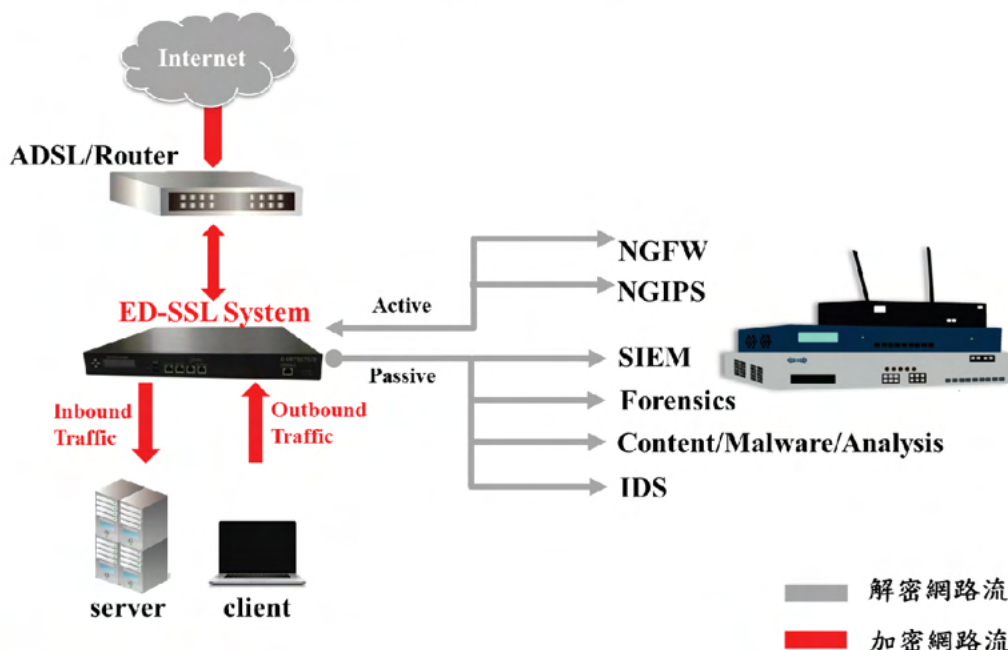 Internet
ADSL/Router
ED-SSL System
Active
Passive
NGFW
NGIPS
SIEM
Forensics
Content/Malware/Analysis
IDS
Inbound
Traffic
Outbound
Traffic
server
client
解密網路流
加密網路流